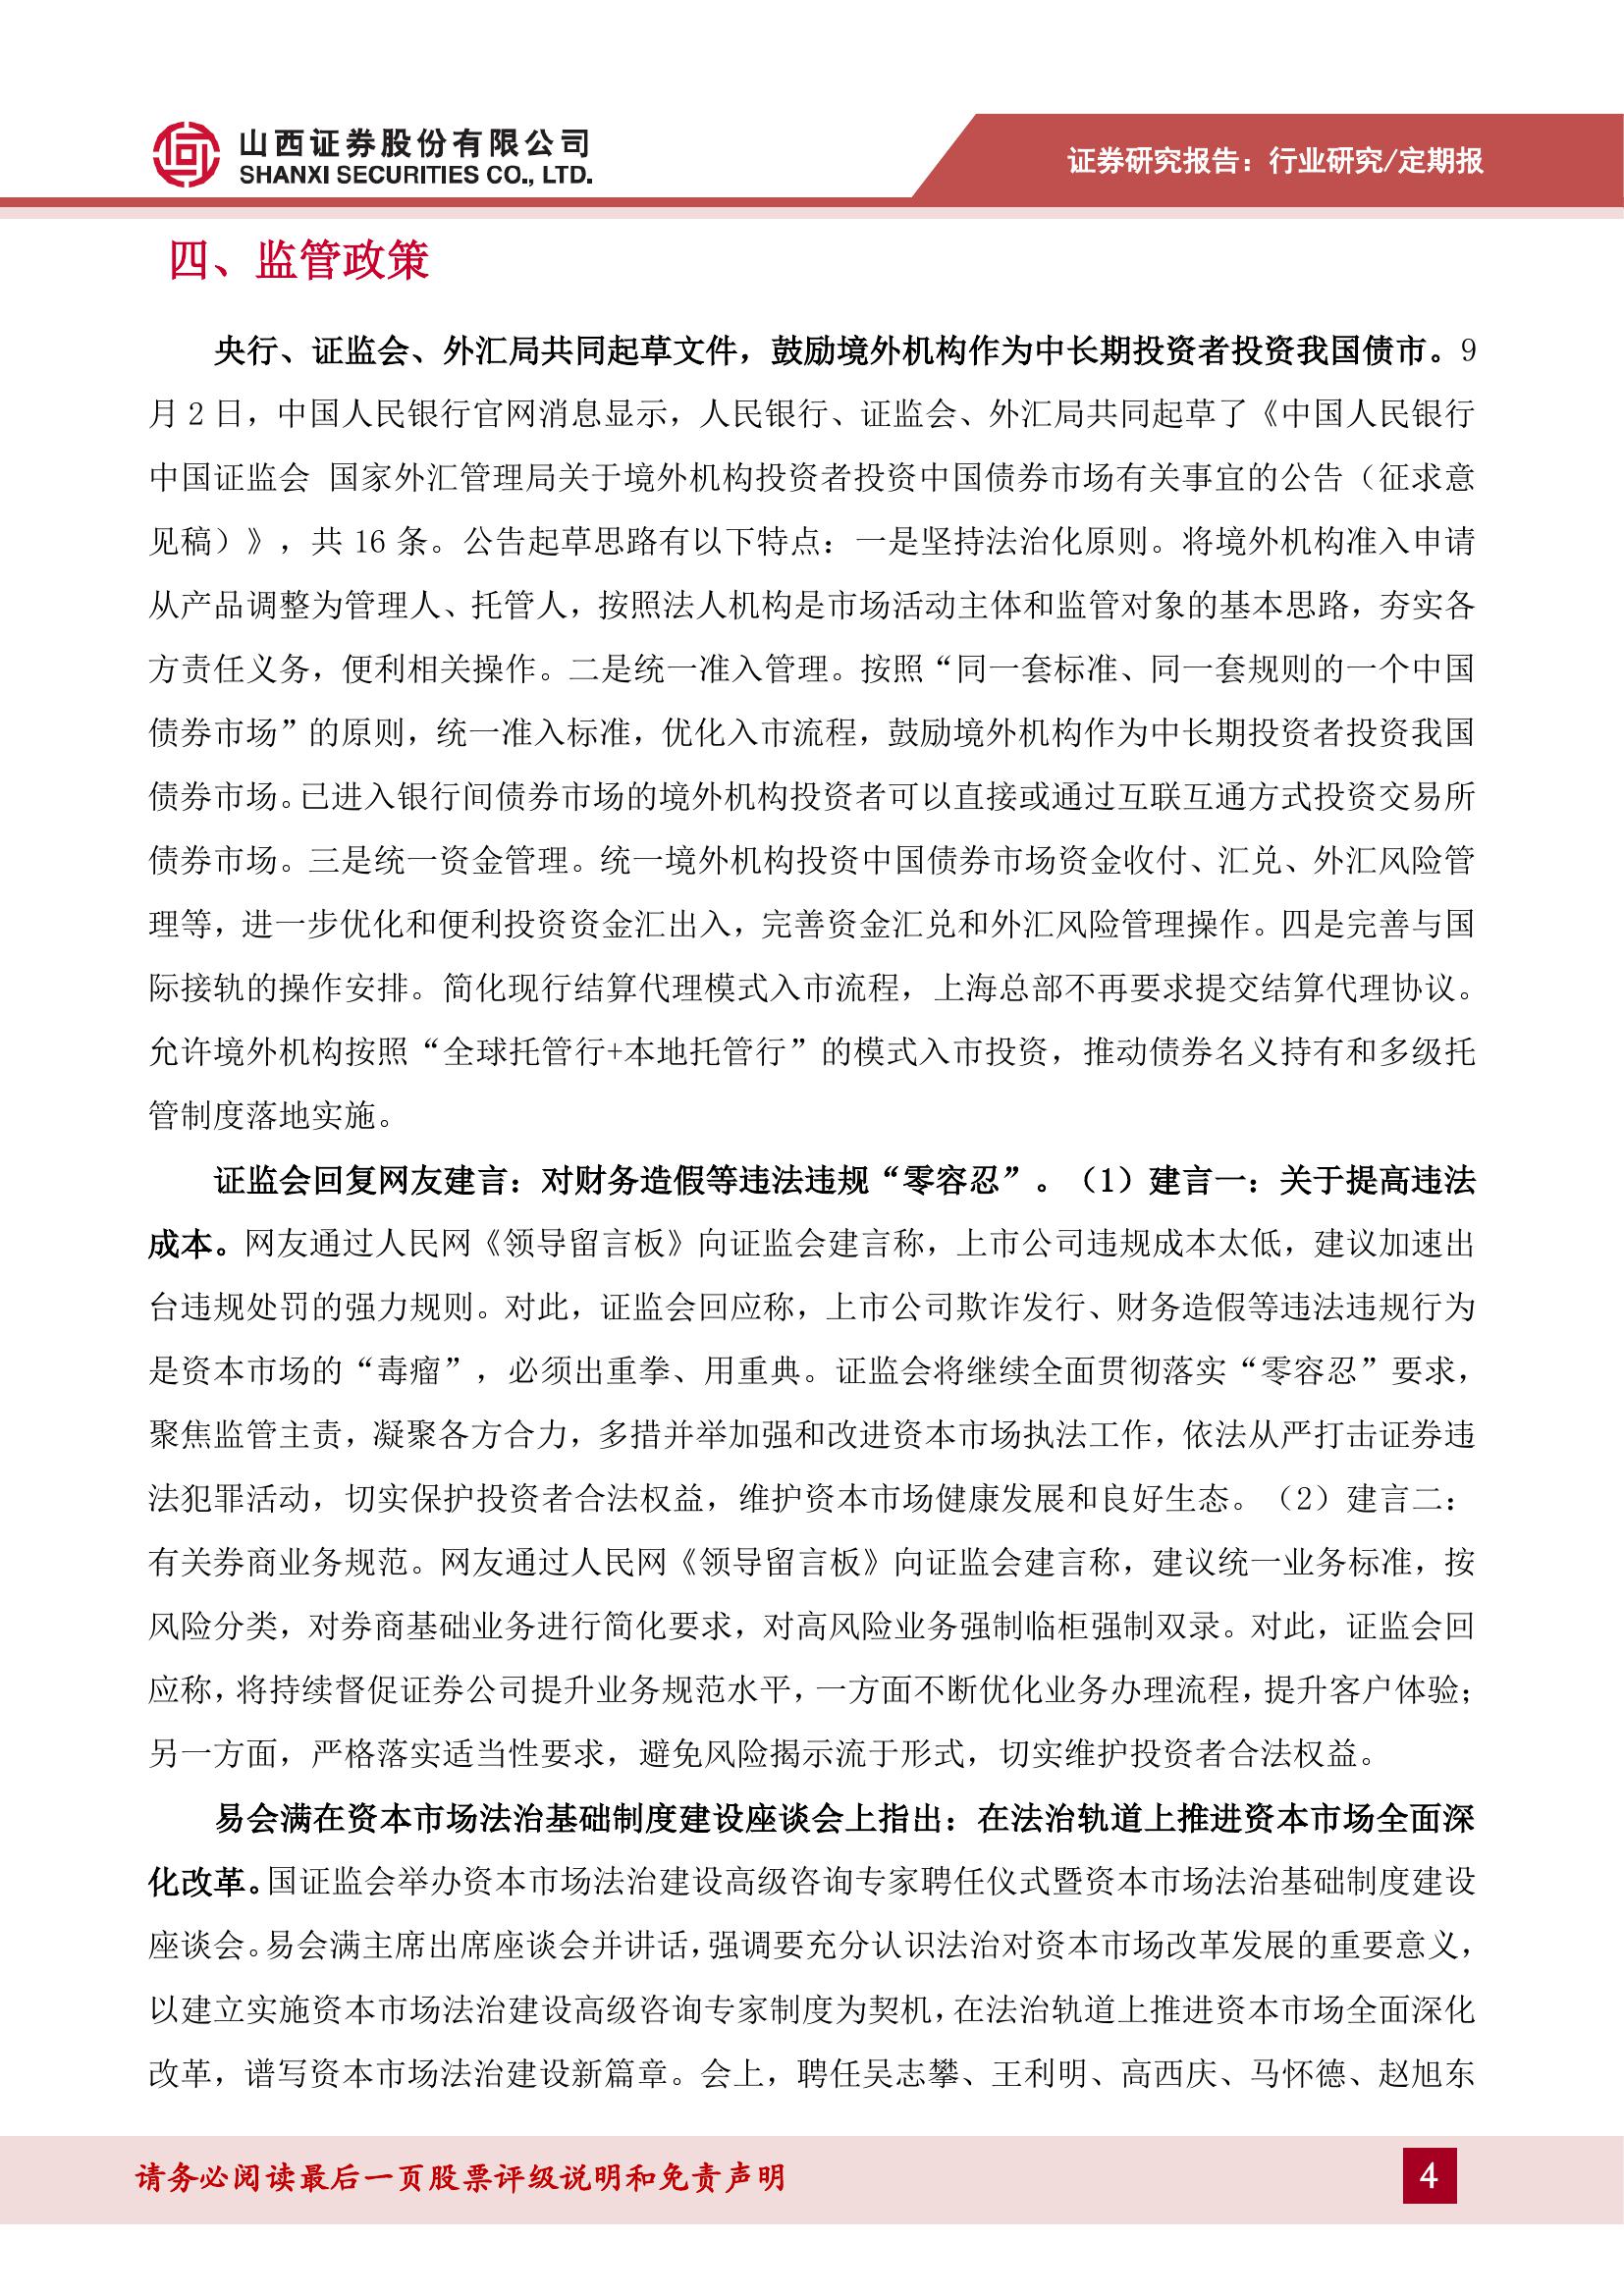 山西证券股份有限公司
SHANXI SECURITIES CO., LTD.
证券研究报告：行业研究/定期报
四、监管政策
央行、证监会、外汇局共同起草文件，鼓励境外机构作为中长期投资者投资我国债市。9
月 2 日，中国人民银行官网消息显示，人民银行、证监会、外汇局共同起草了《中国人民银行
中国证监会 国家外汇管理局关于境外机构投资者投资中国债券市场有关事宜的公告（征求意
见稿）》，共 16 条。公告起草思路有以下特点：一是坚持法治化原则。将境外机构准入申请
从产品调整为管理人、托管人，按照法人机构是市场活动主体和监管对象的基本思路，夯实各
方责任义务，便利相关操作。二是统一准入管理。按照“同一套标准、同一套规则的一个中国
债券市场”的原则，统一准入标准，优化入市流程，鼓励境外机构作为中长期投资者投资我国
债券市场。已进入银行间债券市场的境外机构投资者可以直接或通过互联互通方式投资交易所
债券市场。三是统一资金管理。统一境外机构投资中国债券市场资金收付、汇兑、外汇风险管
理等，进一步优化和便利投资资金汇出入，完善资金汇兑和外汇风险管理操作。四是完善与国
际接轨的操作安排。简化现行结算代理模式入市流程，上海总部不再要求提交结算代理协议。
允许境外机构按照“全球托管行+本地托管行”的模式入市投资，推动债券名义持有和多级托
管制度落地实施。
证监会回复网友建言：对财务造假等违法违规“零容忍”。（1）建言一：关于提高违法
成本。网友通过人民网《领导留言板》向证监会建言称，上市公司违规成本太低，建议加速出
台违规处罚的强力规则。对此，证监会回应称，上市公司欺诈发行、财务造假等违法违规行为
是资本市场的“毒瘤”，必须出重拳、用重典。证监会将继续全面贯彻落实“零容忍”要求，
聚焦监管主责，凝聚各方合力，多措并举加强和改进资本市场执法工作，依法从严打击证券违
法犯罪活动，切实保护投资者合法权益，维护资本市场健康发展和良好生态。（2）建言二：
有关券商业务规范。网友通过人民网《领导留言板》向证监会建言称，建议统一业务标准，按
风险分类，对券商基础业务进行简化要求，对高风险业务强制临柜强制双录。对此，证监会回
应称，将持续督促证券公司提升业务规范水平，一方面不断优化业务办理流程，提升客户体验；
另一方面，严格落实适当性要求，避免风险揭示流于形式，切实维护投资者合法权益。
易会满在资本市场法治基础制度建设座谈会上指出：在法治轨道上推进资本市场全面深
化改革。国证监会举办资本市场法治建设高级咨询专家聘任仪式暨资本市场法治基础制度建设
座谈会。易会满主席出席座谈会并讲话，强调要充分认识法治对资本市场改革发展的重要意义，
以建立实施资本市场法治建设高级咨询专家制度为契机，在法治轨道上推进资本市场全面深化
改革，谱写资本市场法治建设新篇章。会上，聘任吴志攀、王利明、高西庆、马怀德、赵旭东
请务必阅读最后一页股票评级说明和免责声明
4